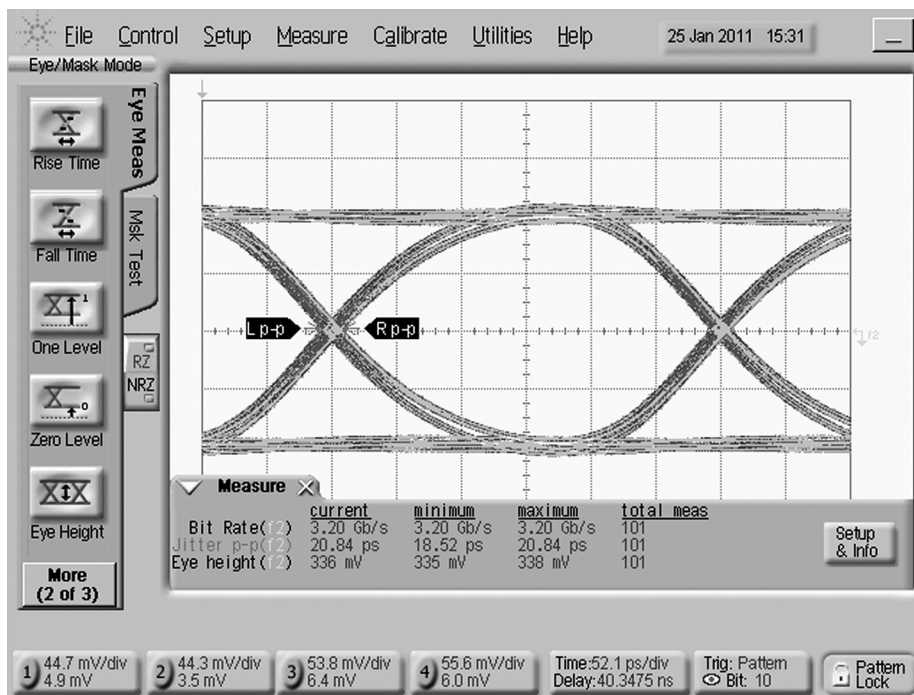 File Control Setup Measure Calibrate Utilities Help 25 Jan 2011 15:31
Eye/Mask Mode
Eye Meas
Msk Test
Rise Time
Fall Time
One Level
Zero Level
Eye Height
More
(2 of 3)
RZ
NRZ
L p-p
R p-p
f2
Measure
current minimum maximum total meas
Bit Rate(f2) 3.20 Gb/s 3.20 Gb/s 3.20 Gb/s 101
Jitter p-p(f2) 20.84 ps 18.52 ps 20.84 ps 101
Eye height(f2) 336 mV 335 mV 338 mV 101
Setup
& Info
1 44.7 mV/div
4.9 mV
2 44.3 mV/div
3.5 mV
3 53.8 mV/div
6.4 mV
4 55.6 mV/div
6.0 mV
Time:52.1 ps/div
Delay:40.3475 ns
Trig: Pattern
Bit: 10
Pattern
Lock